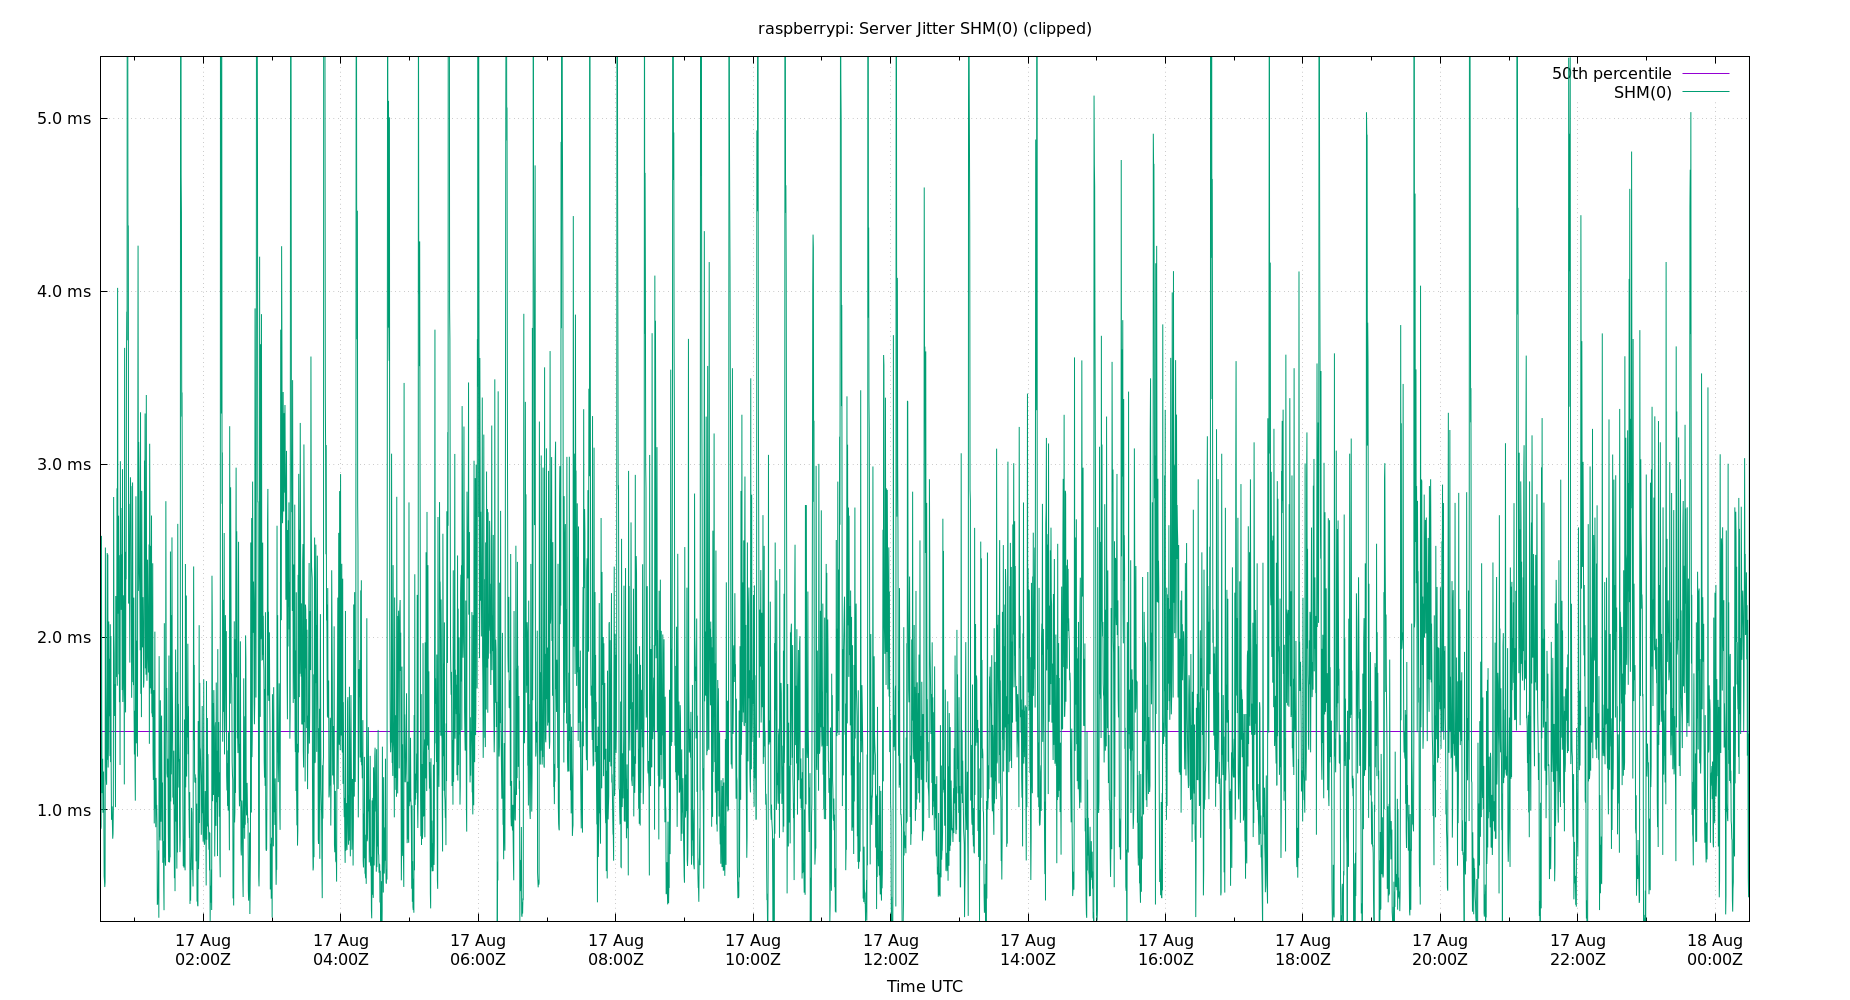 raspberrypi: Server Jitter SHM(0) (clipped)
50th percentile
SHM(0)
5.0 ms
4.0 ms
3.0 ms
2.0 ms
1.0 ms
17 Aug 17 Aug 17 Aug 17 Aug 17 Aug 17 Aug 17 Aug 17 Aug 17 Aug 17 Aug 17 Aug 18 Aug
02:00Z 04:00Z 06:00Z 08:00Z 10:00Z 12:00Z 14:00Z 16:00Z 18:00Z 20:00Z 22:00Z 00:00Z
Time UTC